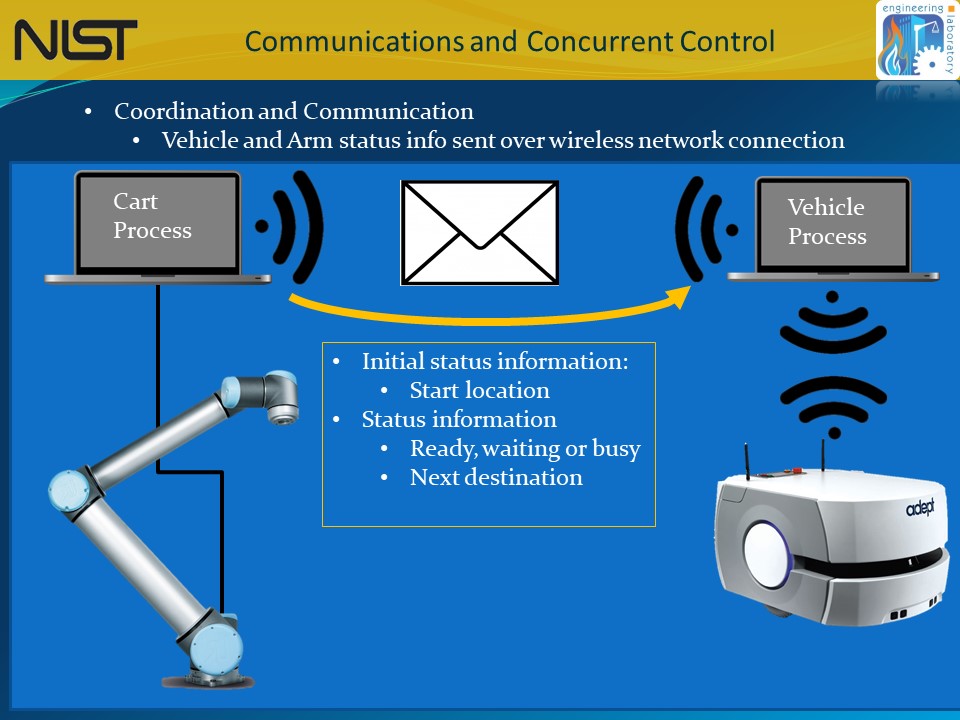 NIST
Communications and Concurrent Control
engineering
laboratory
• Coordination and Communication
• Vehicle and Arm status info sent over wireless network connection
Cart
Process
Vehicle
Process
• Initial status information:
• Start location
• Status information
• Ready, waiting or busy
• Next destination
adept